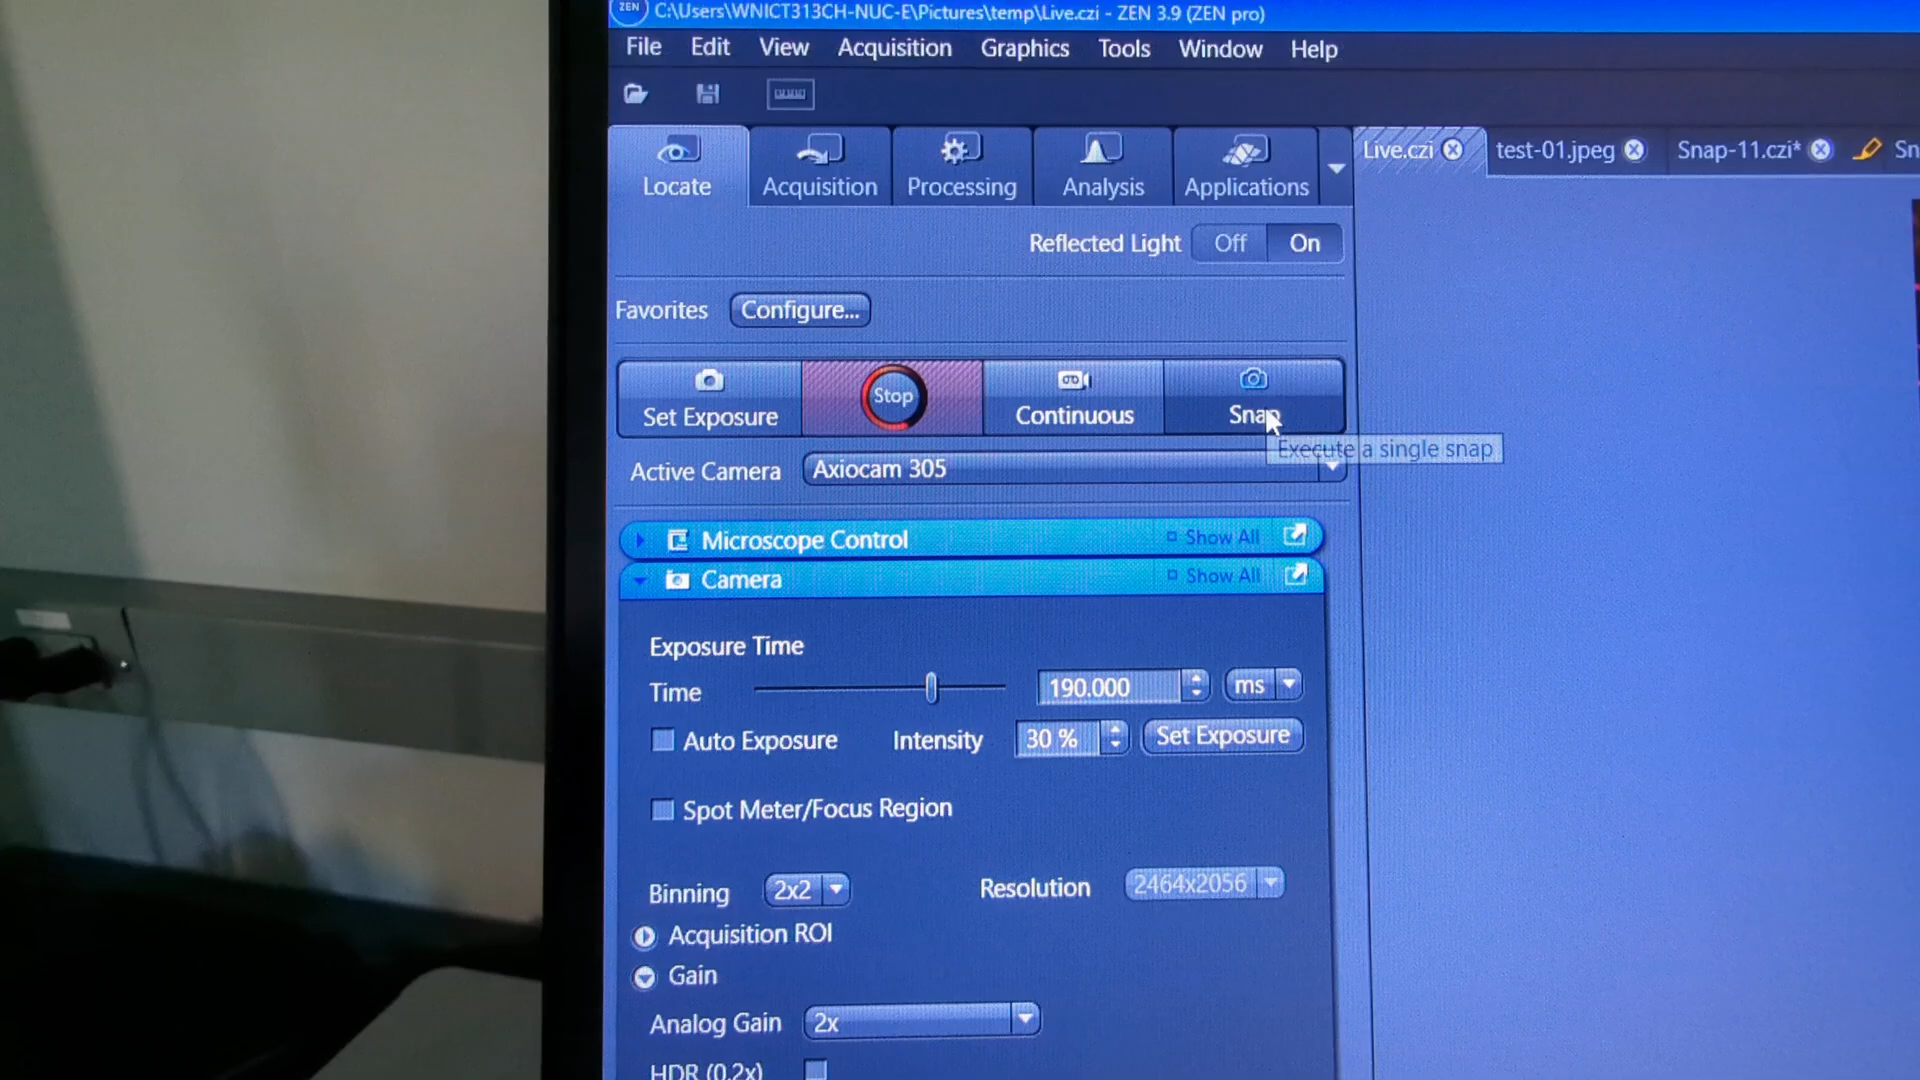 ZEN C:\Users\WNICT313CH-NUC-E\Pictures\temp\Live.czi - ZEN 3.9 (ZEN pro)
File Edit View Acquisition Graphics Tools Window Help
Locate Acquisition Processing Analysis Applications
Live.czi test-01.jpeg Snap-11.czi* Sn
Reflected Light Off On
Favorites Configure...
Set Exposure Stop Continuous Snap
Execute a single snap
Active Camera Axiocam 305
Microscope Control Show All
Camera Show All
Exposure Time
Time 190.000 ms
Auto Exposure Intensity 30 % Set Exposure
Spot Meter/Focus Region
Binning 2x2 Resolution 2464x2056
Acquisition ROI
Gain
Analog Gain 2x
HDR (0.2x)